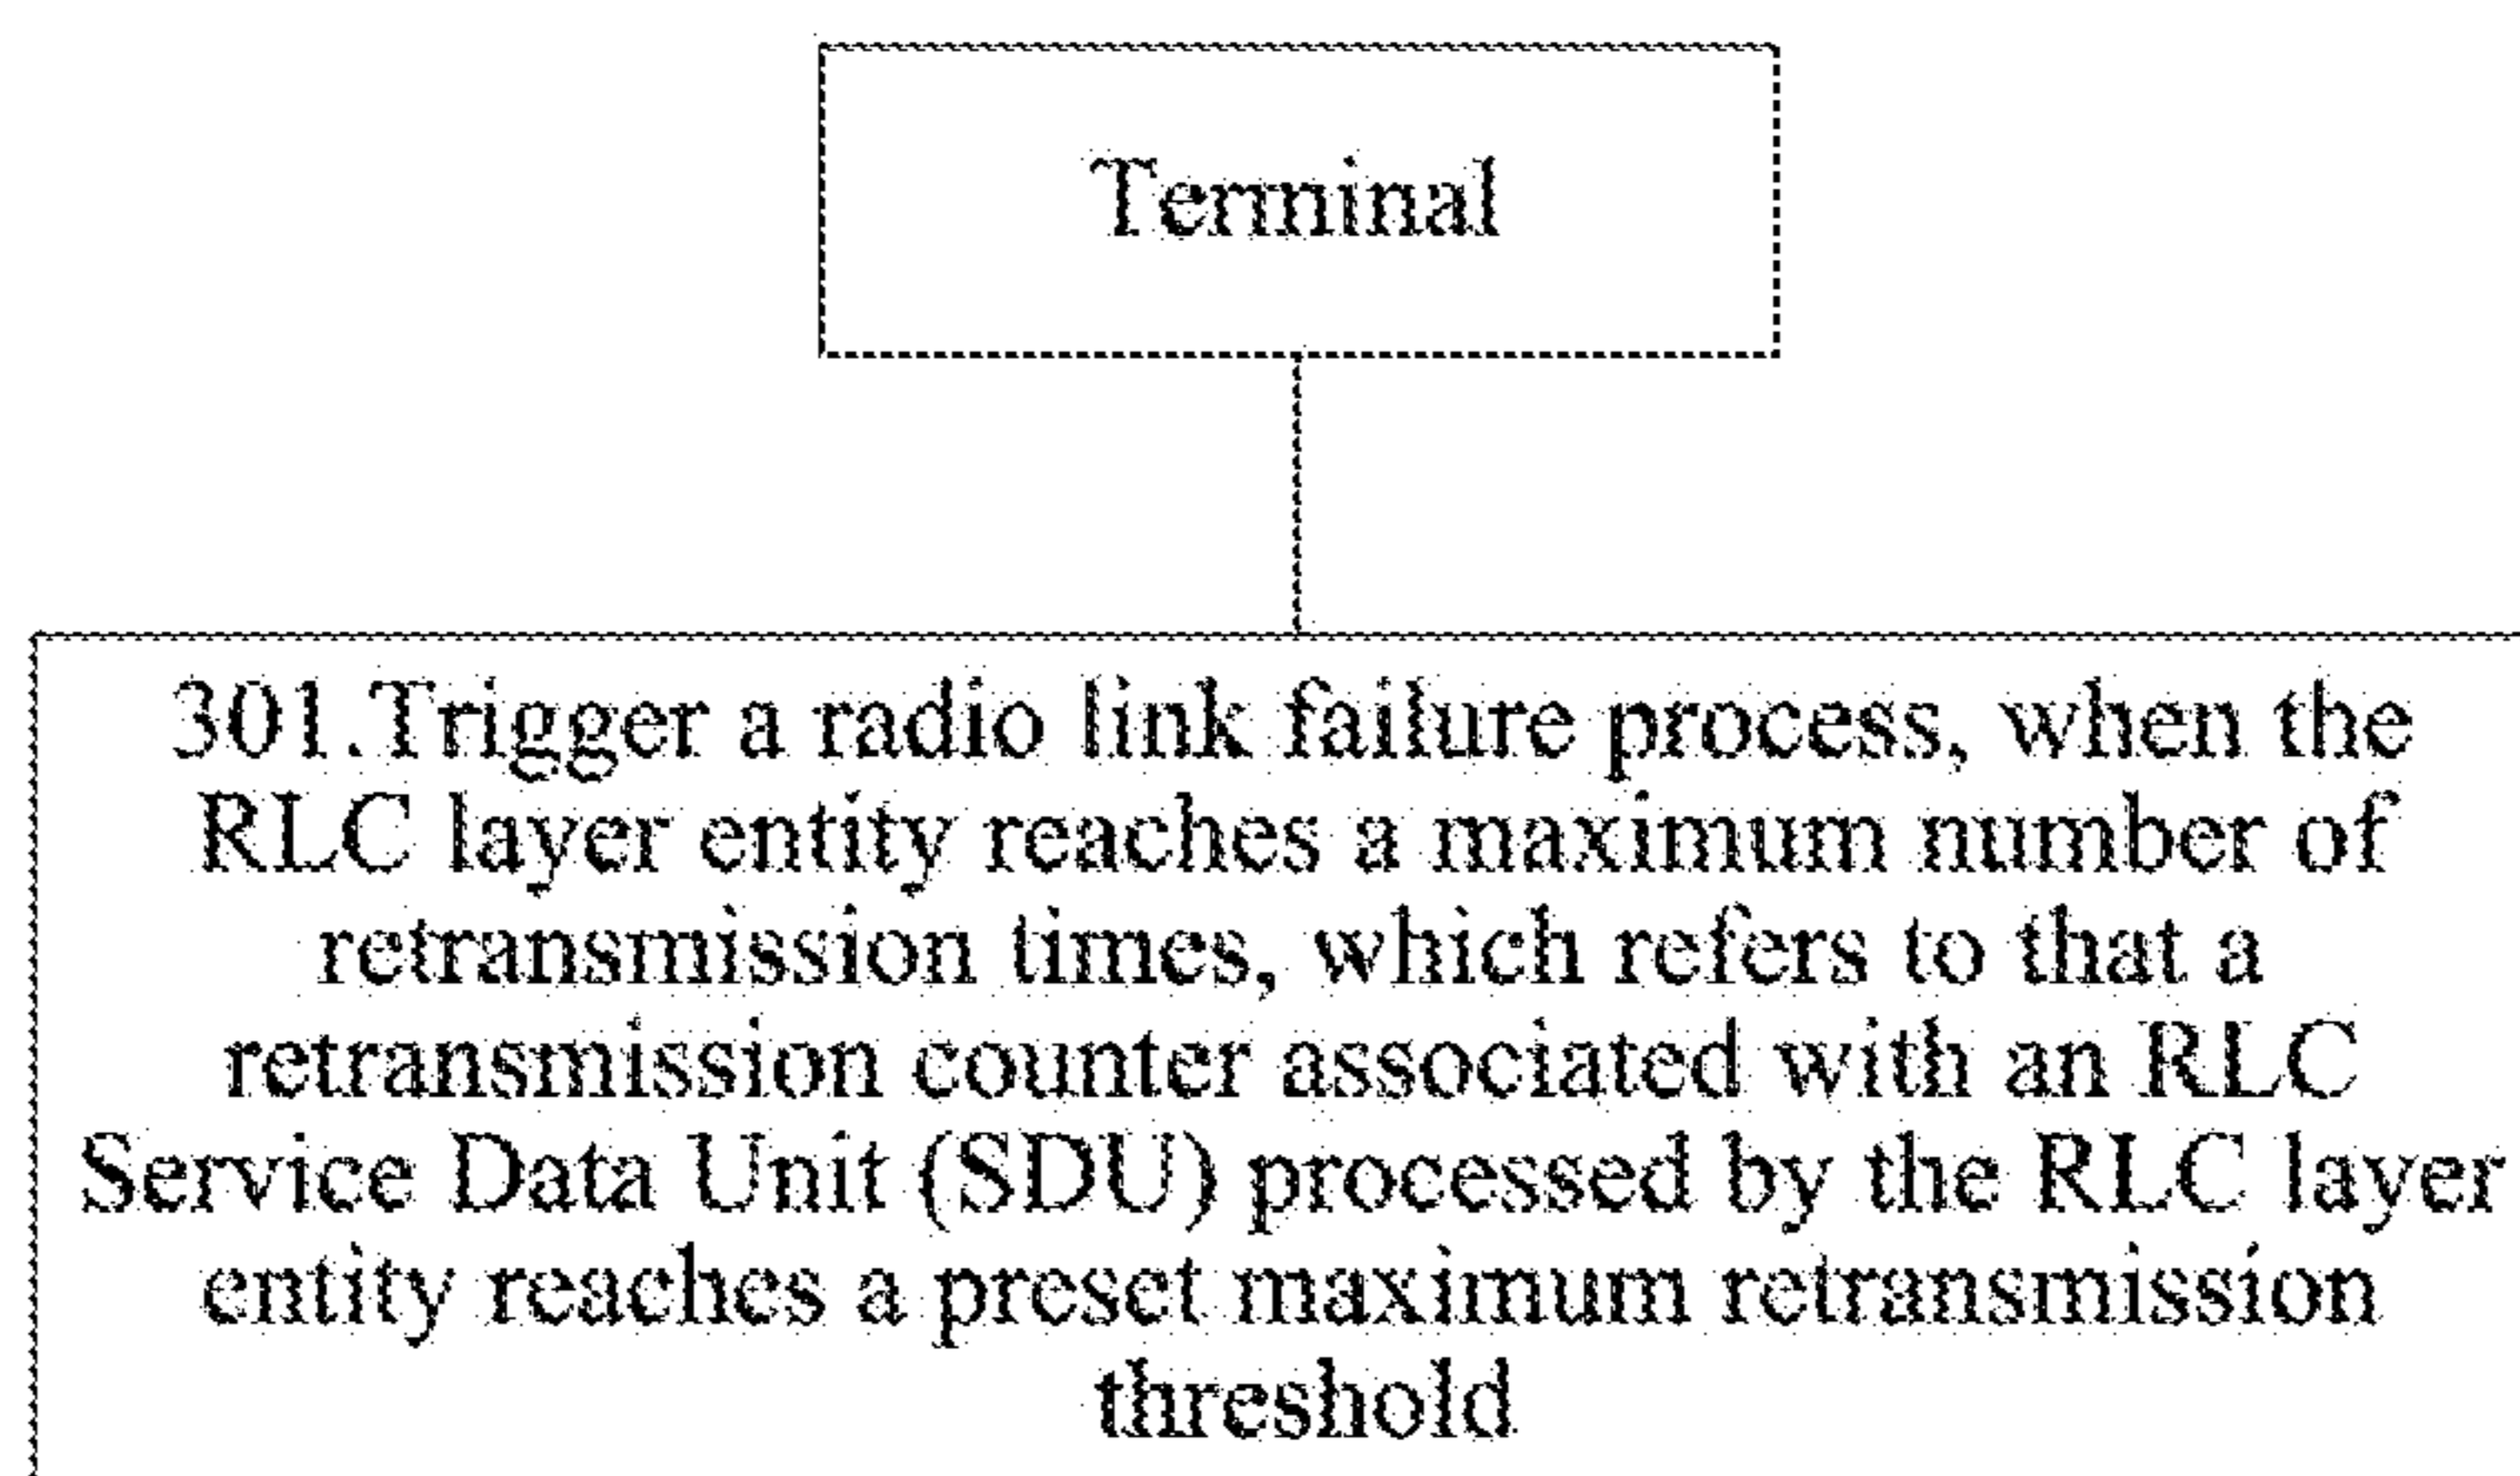 Terminal
301.Trigger a radio link failure process, when the
RLC layer entity reaches a maximum number of
retransmission times, which refers to that a
retransmission counter associated with an RLC
Service Data Unit (SDU) processed by the RLC layer
entity reaches a preset maximum retransmission
threshold